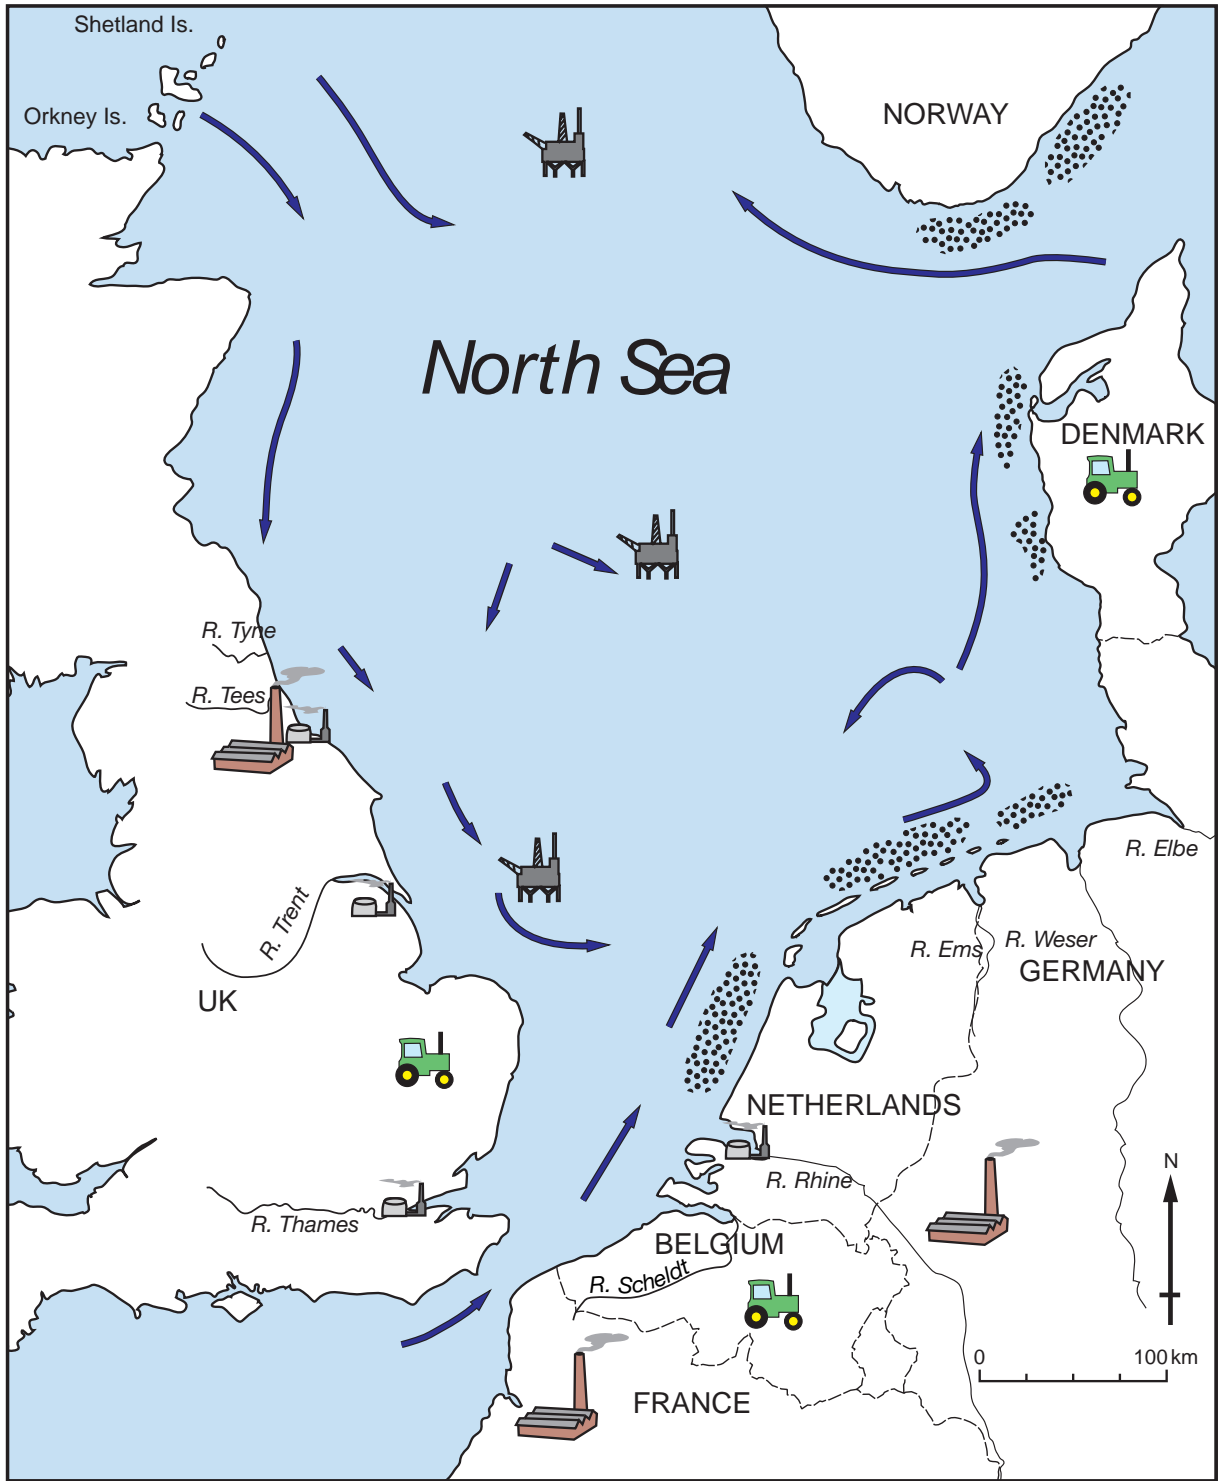 Shetland Is.
Orkney Is.
NORWAY
North Sea
DENMARK
R. Tyne
R. Tees
R. Elbe
R. Trent
R. Ems
R. Weser
GERMANY
UK
NETHERLANDS
N
R. Rhine
R. Thames
BELGIUM
R. Scheldt
0 100 km
FRANCE